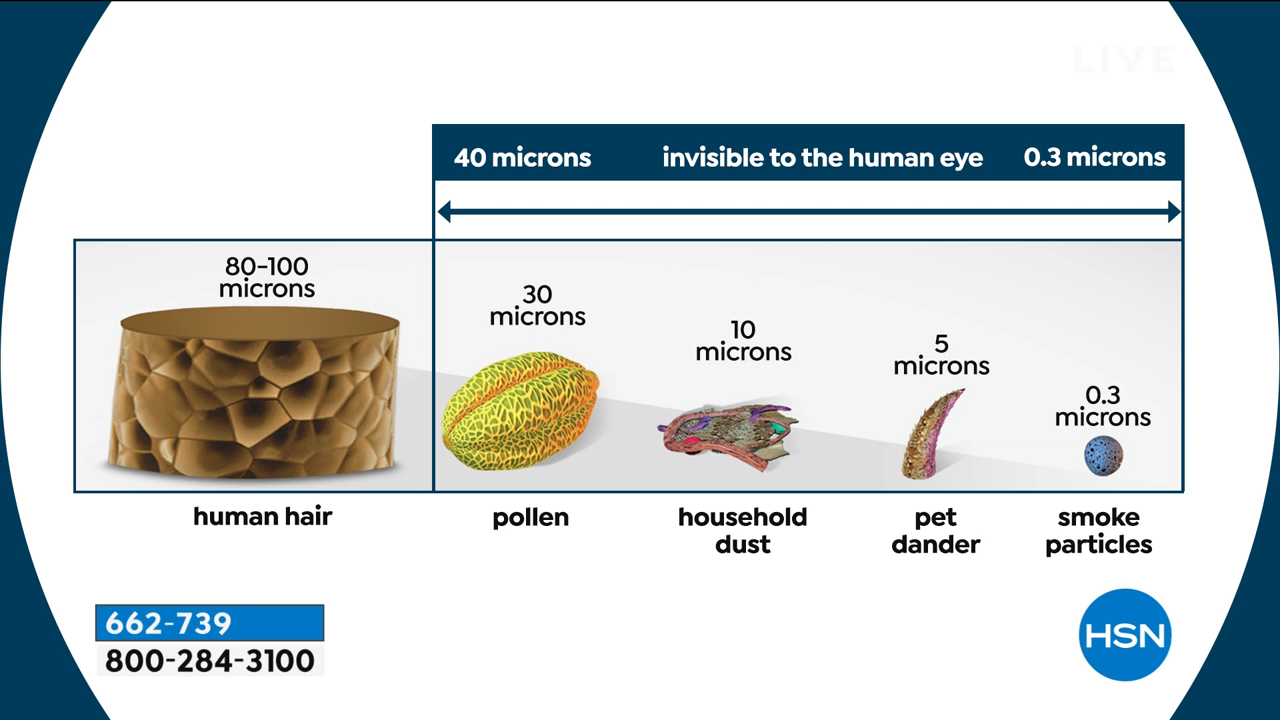 LIVE
40 microns invisible to the human eye 0.3 microns
80-100
microns
30
microns
10
microns
5
microns
0.3
microns
human hair
pollen
household
dust
pet
dander
smoke
particles
662-739
800-284-3100
HSN